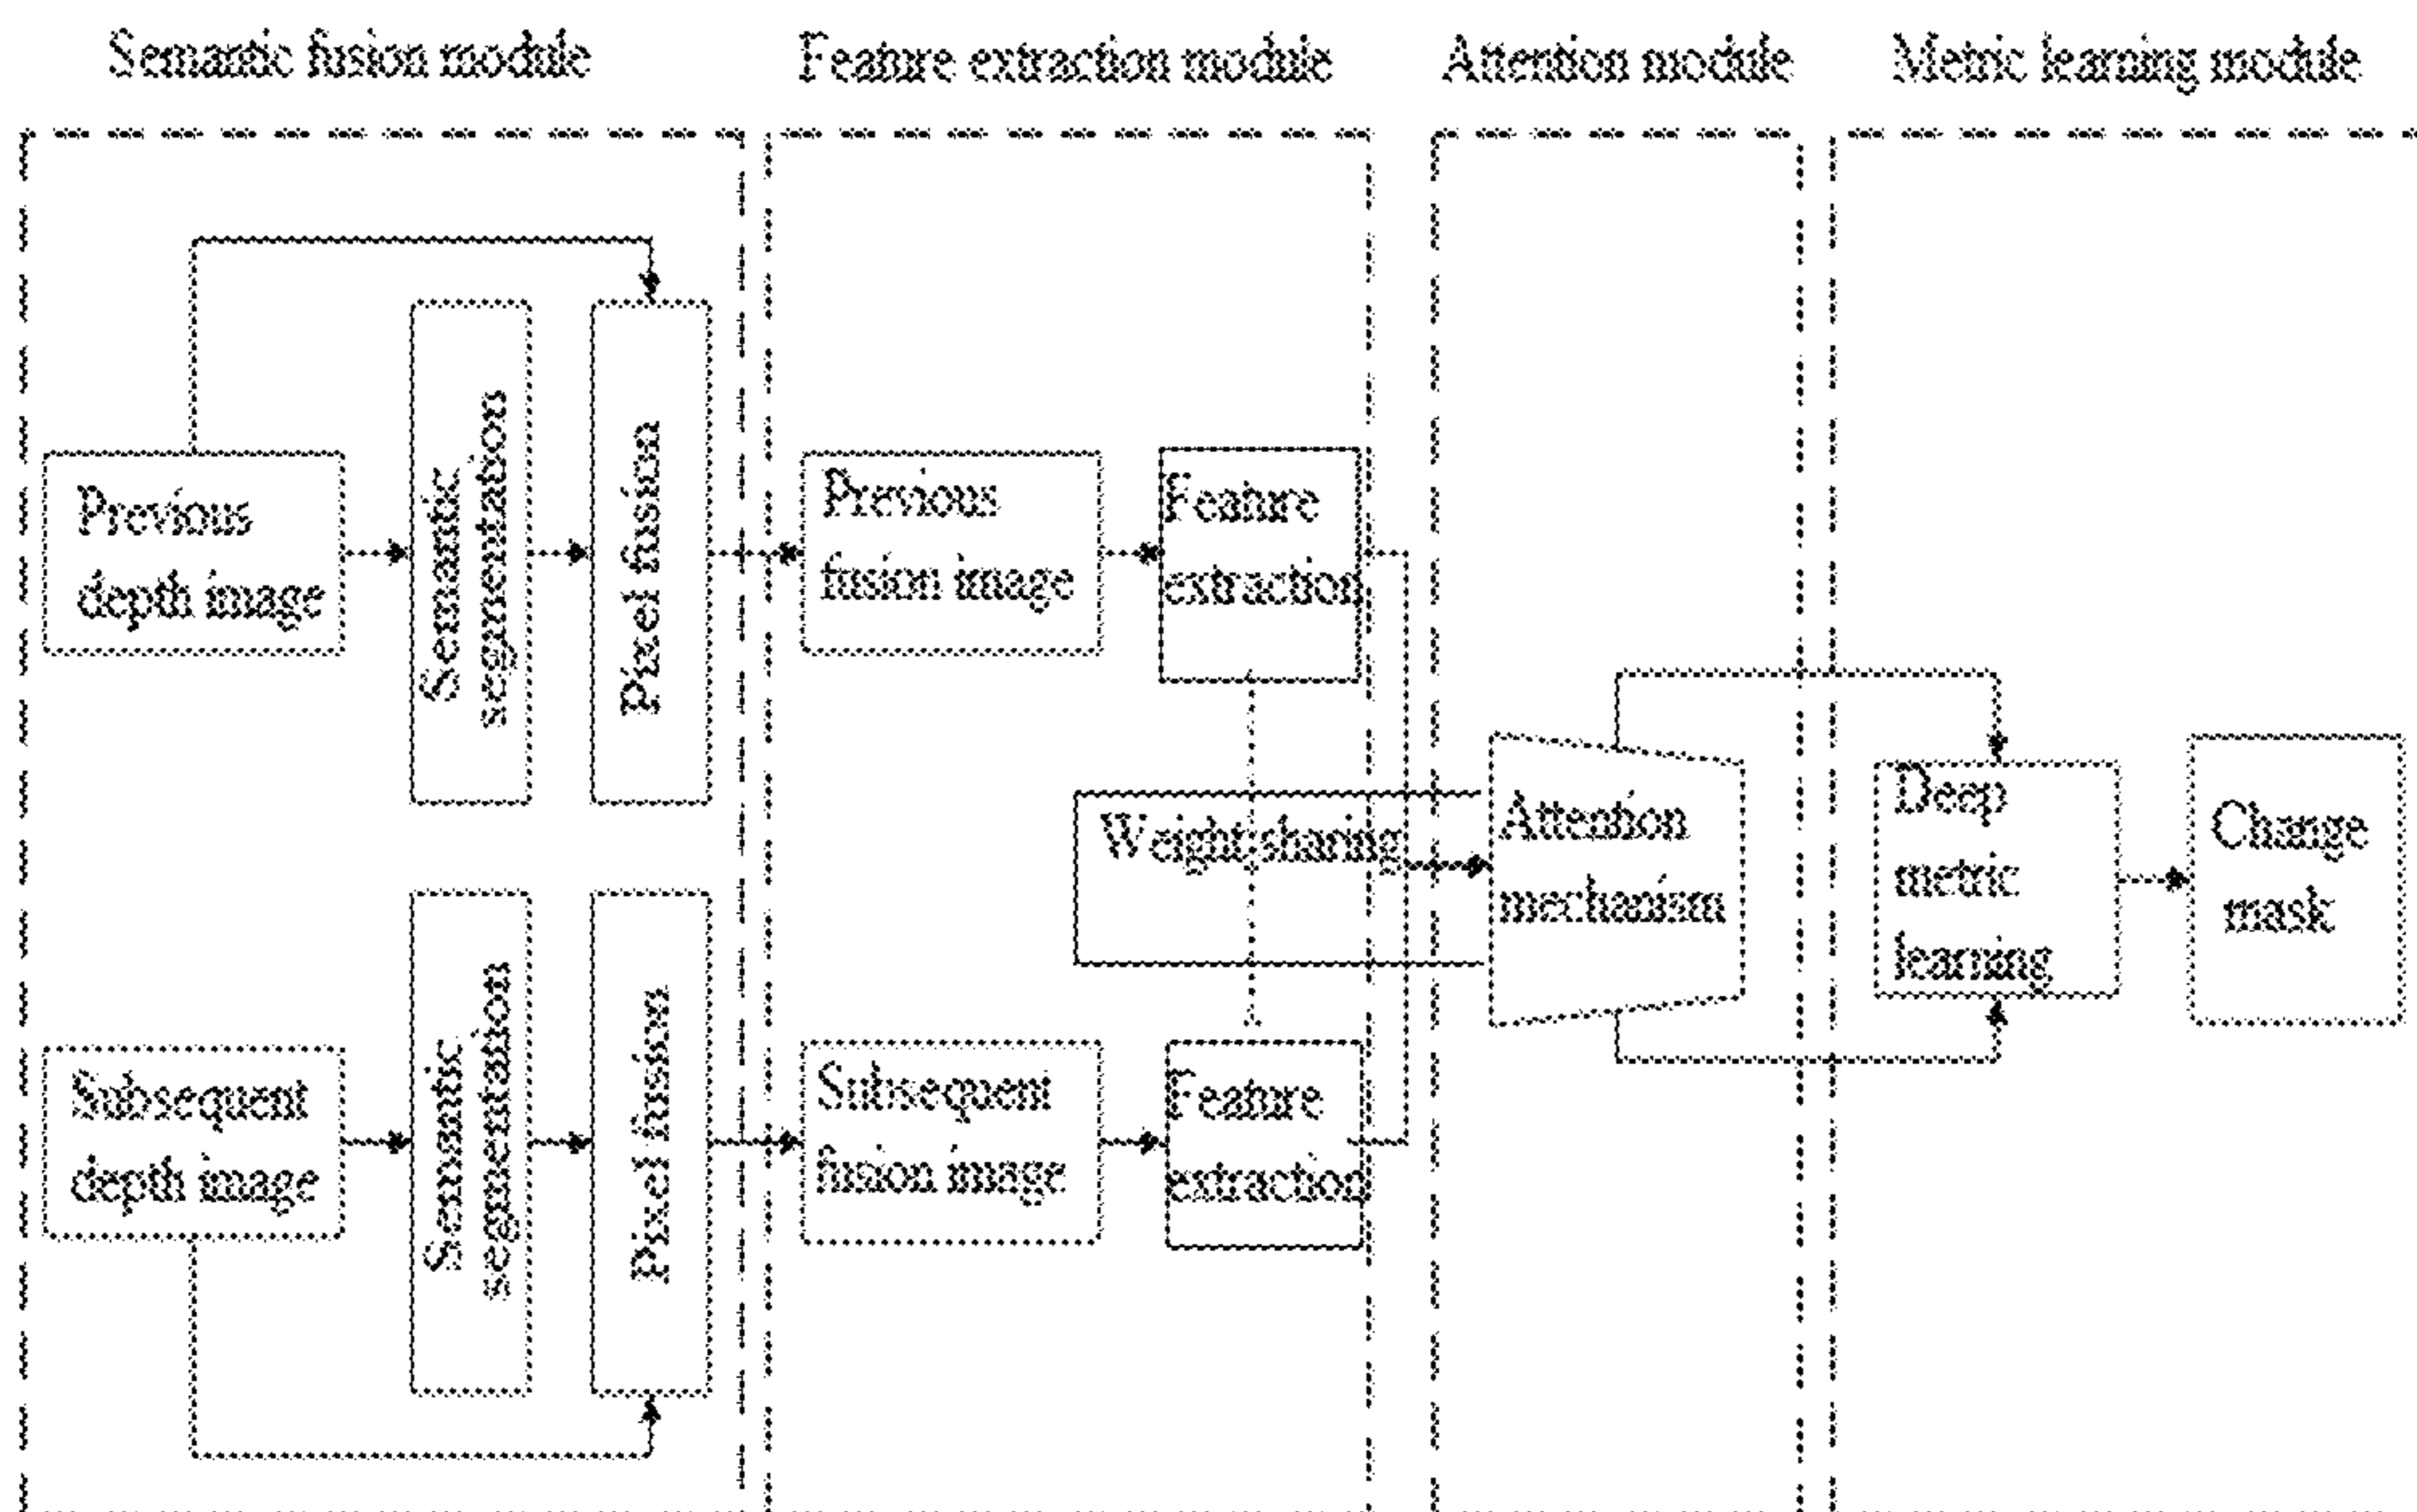 Semantic fusion module
Feature extraction module
Attention module
Metric learning module
Previous
depth image
Semantic
segmentation
Pixel fusion
Previous
fusion image
Feature
extraction
Weight sharing
Attention
mechanism
Deep
metric
learning
Change
mask
Subsequent
depth image
Semantic
segmentation
Pixel fusion
Subsequent
fusion image
Feature
extraction